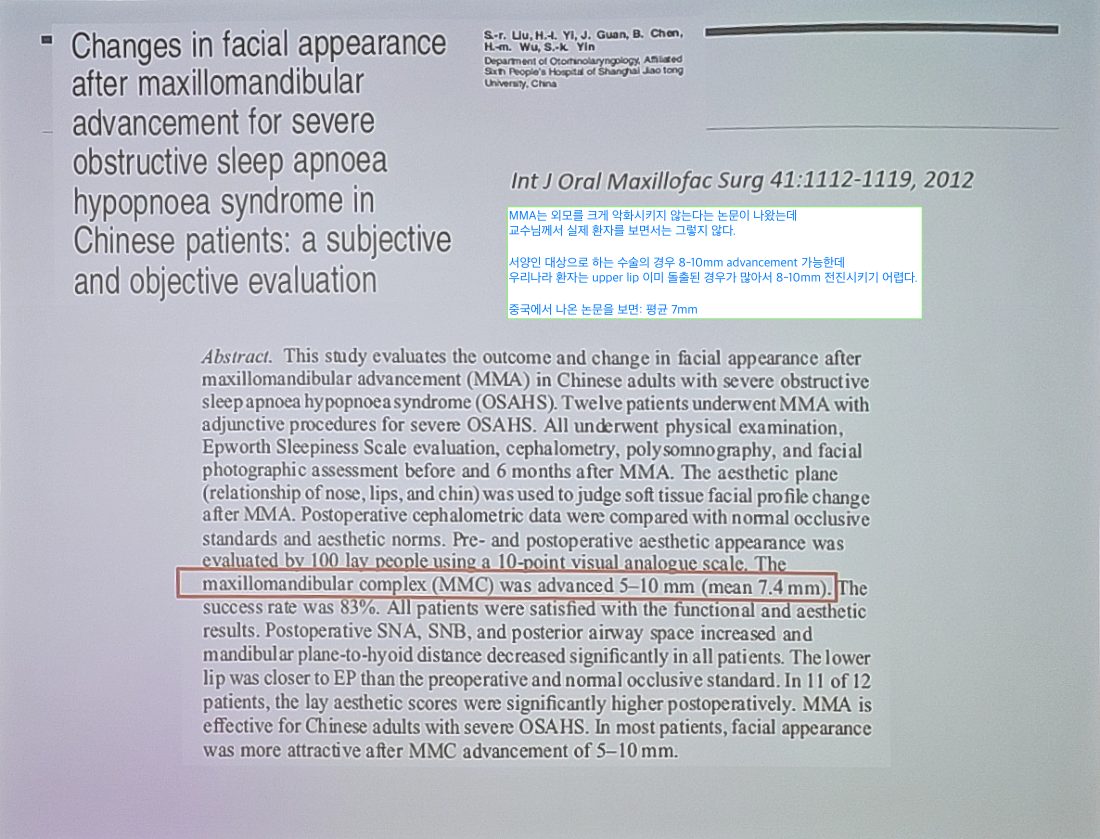 Changes in facial appearance
after maxillomandibular
advancement for severe
obstructive sleep apnoea
hypopnoea syndrome in
Chinese patients: a subjective
and objective evaluation
S.-r. Liu, H.-l. Yi, J. Guan, B. Chen,
H.-m. Wu, S.-k. Yin
Department of Otorhinolaryngology, Affiliated
Sixth People's Hospital of Shanghai Jiao tong
University, China
Int J Oral Maxillofac Surg 41:1112-1119, 2012
MMA는 외모를 크게 악화시키지 않는다는 논문이 나왔는데
교수님께서 실제 환자를 보면서는 그렇지 않다.
서양인 대상으로 하는 수술의 경우 8-10mm advancement 가능한데
우리나라 환자는 upper lip 이미 돌출된 경우가 많아서 8-10mm 전진시키기 어렵다.
중국에서 나온 논문을 보면: 평균 7mm
Abstract. This study evaluates the outcome and change in facial appearance after
maxillomandibular advancement (MMA) in Chinese adults with severe obstructive
sleep apnoea hypopnoea syndrome (OSAHS). Twelve patients underwent MMA with
adjunctive procedures for severe OSAHS. All underwent physical examination,
Epworth Sleepiness Scale evaluation, cephalometry, polysomnography, and facial
photographic assessment before and 6 months after MMA. The aesthetic plane
(relationship of nose, lips, and chin) was used to judge soft tissue facial profile change
after MMA. Postoperative cephalometric data were compared with normal occlusive
standards and aesthetic norms. Pre- and postoperative aesthetic appearance was
evaluated by 100 lay people using a 10-point visual analogue scale. The
maxillomandibular complex (MMC) was advanced 5–10 mm (mean 7.4 mm). The
success rate was 83%. All patients were satisfied with the functional and aesthetic
results. Postoperative SNA, SNB, and posterior airway space increased and
mandibular plane-to-hyoid distance decreased significantly in all patients. The lower
lip was closer to EP than the preoperative and normal occlusive standard. In 11 of 12
patients, the lay aesthetic scores were significantly higher postoperatively. MMA is
effective for Chinese adults with severe OSAHS. In most patients, facial appearance
was more attractive after MMC advancement of 5–10 mm.